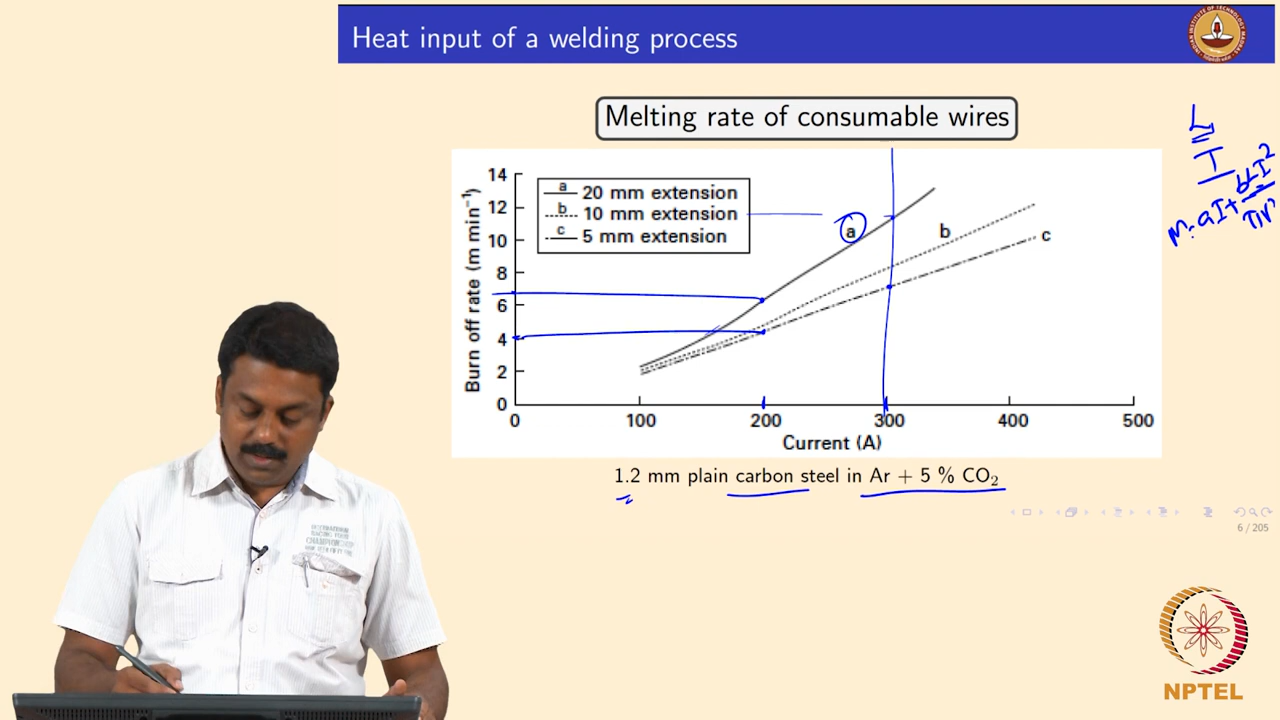 Heat input of a welding process
Melting rate of consumable wires
Burn off rate (m min⁻¹)
14
12
10
8
6
4
2
0
a 20 mm extension
b 10 mm extension
c 5 mm extension
a
b
c
0 100 200 300 400 500
Current (A)
1.2 mm plain carbon steel in Ar + 5 % CO₂
L
I
6 / 205
NPTEL